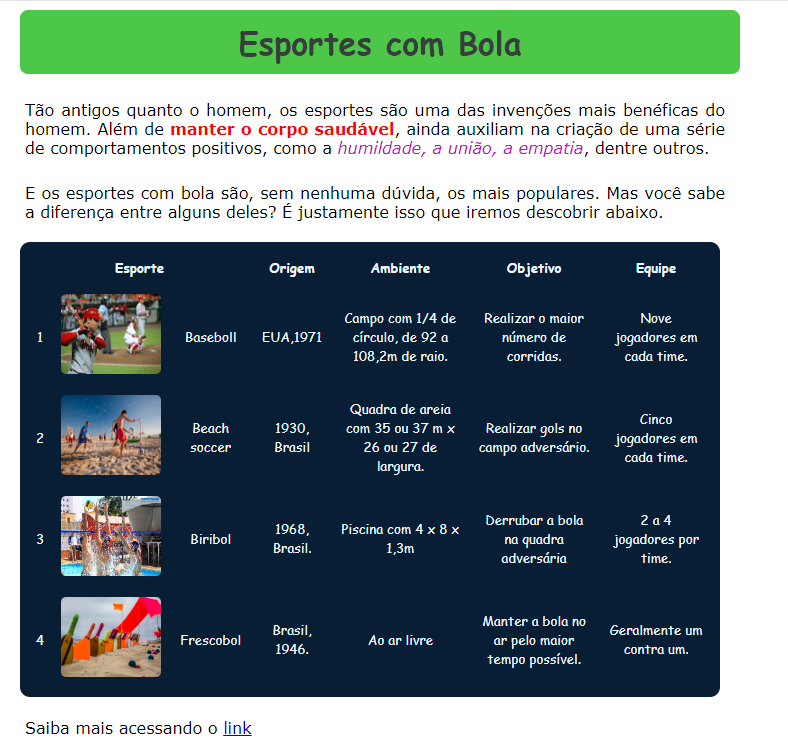 Esportes com Bola
Tão antigos quanto o homem, os esportes são uma das invenções mais benéficas do
homem. Além de manter o corpo saudável, ainda auxiliam na criação de uma série
de comportamentos positivos, como a humildade, a união, a empatia, dentre outros.
E os esportes com bola são, sem nenhuma dúvida, os mais populares. Mas você sabe
a diferença entre alguns deles? É justamente isso que iremos descobrir abaixo.
Esporte Origem Ambiente Objetivo Equipe
1
Baseboll
EUA,1971
Campo com 1/4 de
círculo, de 92 a
108,2m de raio.
Realizar o maior
número de
corridas.
Nove
jogadores em
cada time.
2
Beach
soccer
1930,
Brasil
Quadra de areia
com 35 ou 37 m x
26 ou 27 de
largura.
Realizar gols no
campo adversário.
Cinco
jogadores em
cada time.
3
Biribol
1968,
Brasil.
Piscina com 4 x 8 x
1,3m
Derrubar a bola
na quadra
adversária
2 a 4
jogadores por
time.
4
Frescobol
Brasil,
1946.
Ao ar livre
Manter a bola no
ar pelo maior
tempo possível.
Geralmente um
contra um.
Saiba mais acessando o link